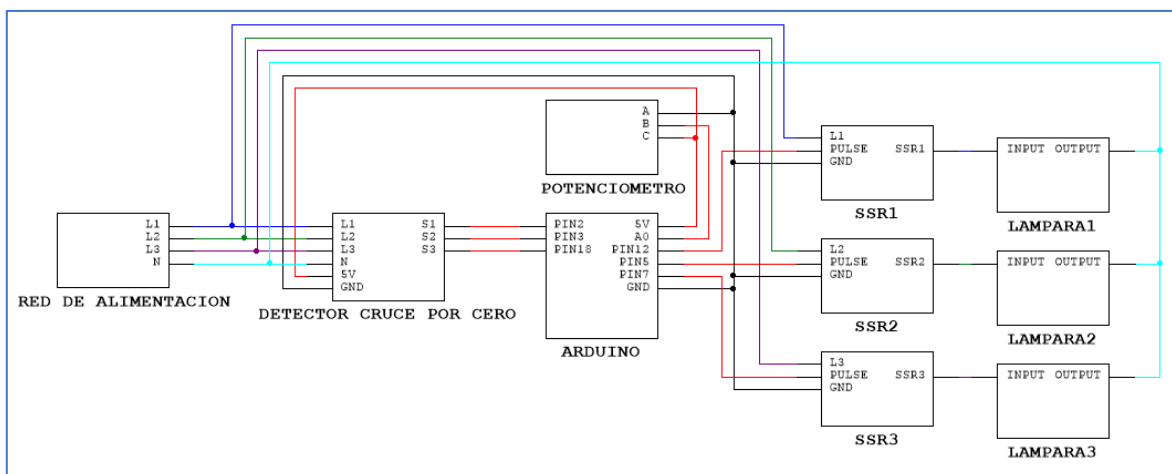 A
B
C
POTENCIOMETRO
L1
L2
L3
N
RED DE ALIMENTACION
L1
L2
L3
N
5V
GND
S1
S2
S3
DETECTOR CRUCE POR CERO
PIN2
PIN3
PIN18
5V
A0
PIN12
PIN5
PIN7
GND
ARDUINO
L1
PULSE SSR1
GND
SSR1
INPUT OUTPUT
LAMPARA1
L2
PULSE SSR2
GND
SSR2
INPUT OUTPUT
LAMPARA2
L3
PULSE SSR3
GND
SSR3
INPUT OUTPUT
LAMPARA3